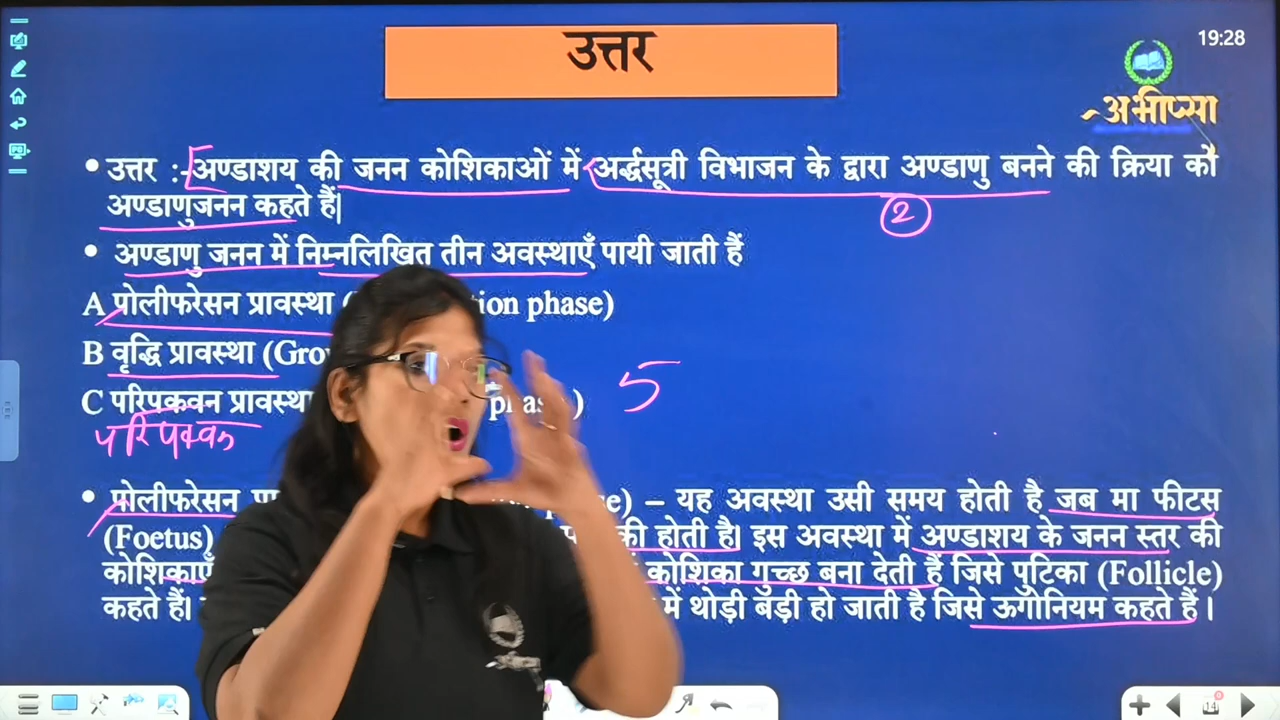 उत्तर
19:28
अभीप्सा
• उत्तर :- अण्डाशय की जनन कोशिकाओं में अर्द्धसूत्री विभाजन के द्वारा अण्डाणु बनने की क्रिया कों
अण्डाणुजनन कहते हैं|
2
• अण्डाणु जनन में निम्नलिखित तीन अवस्थाएँ पायी जाती हैं
A पोलीफरेसन प्रावस्था ( tion phase)
B वृद्धि प्रावस्था (Gro
C परिपकवन प्रावस्था phas )
5
परिपक्व
• पोलीफरेसन e) – यह अवस्था उसी समय होती है जब मा फीटस
(Foetus) की होती है| इस अवस्था में अण्डाशय के जनन स्तर की
कोशिकाएँ कोशिका गुच्छ बना देती हैं जिसे पुटिका (Follicle)
कहते हैं। में थोड़ी बड़ी हो जाती है जिसे ऊगोनियम कहते हैं ।
14